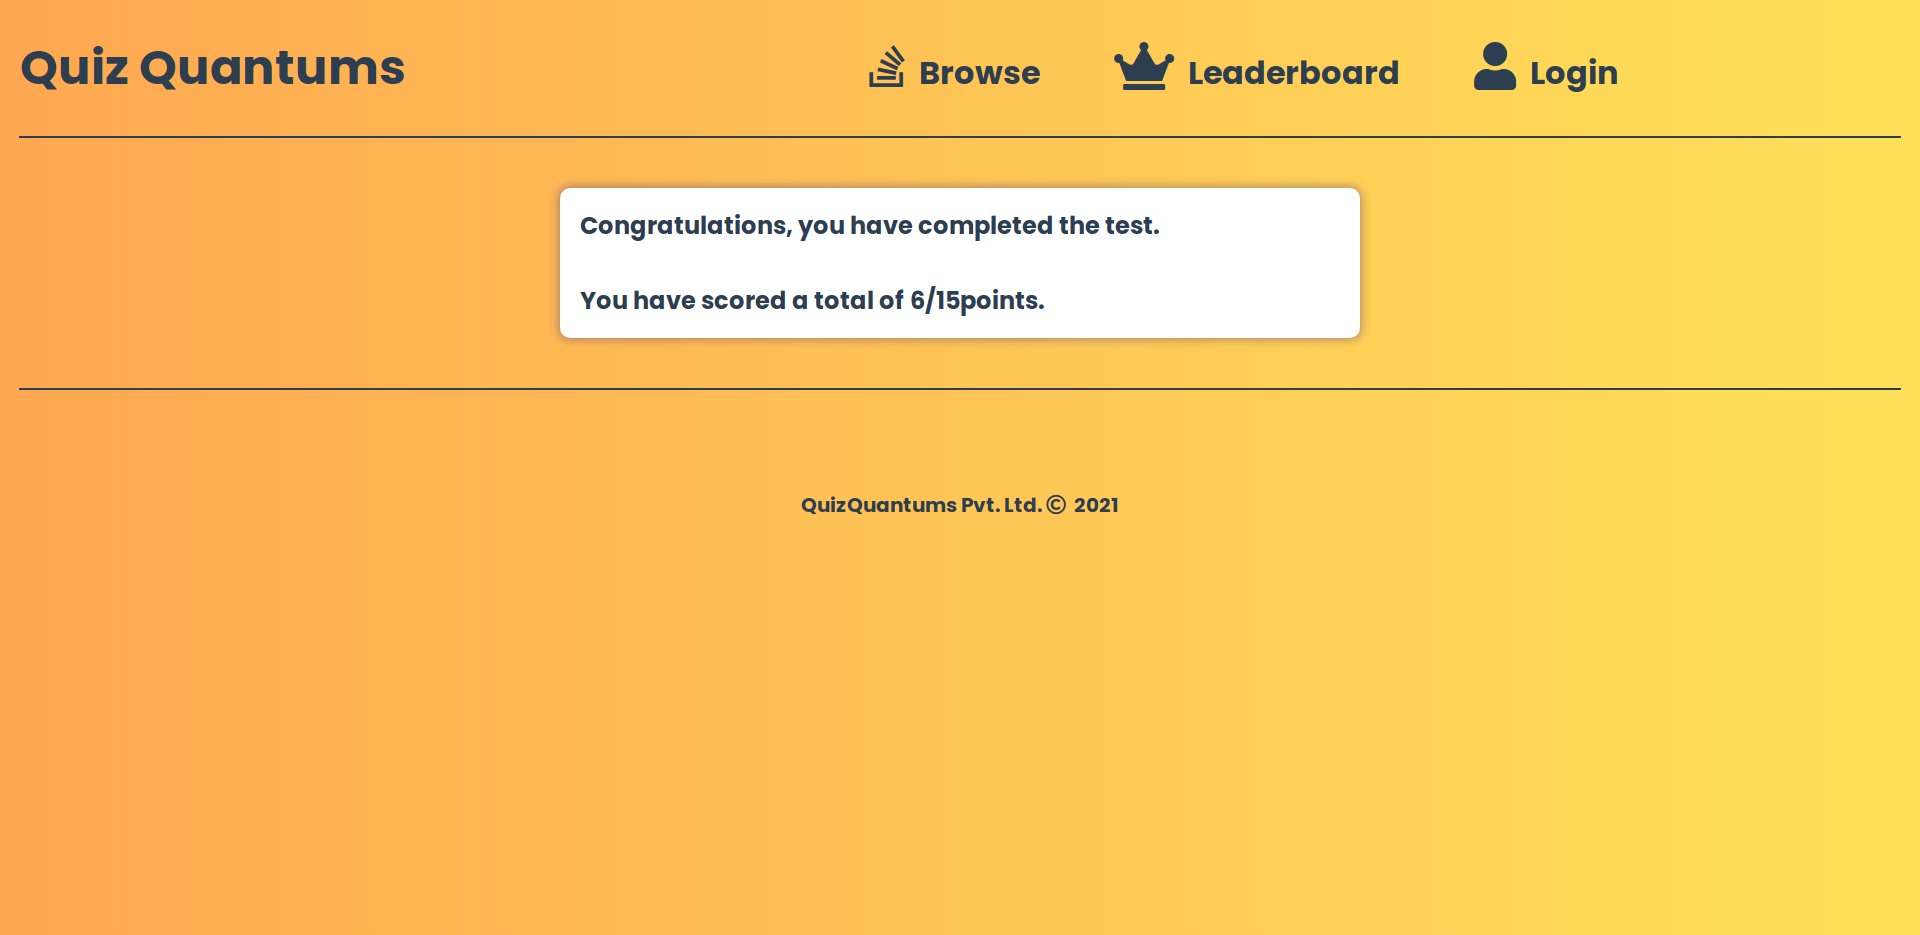 Quiz Quantums
Browse
Leaderboard
Login
Congratulations, you have completed the test.
You have scored a total of 6/15points.
QuizQuantums Pvt. Ltd.© 2021